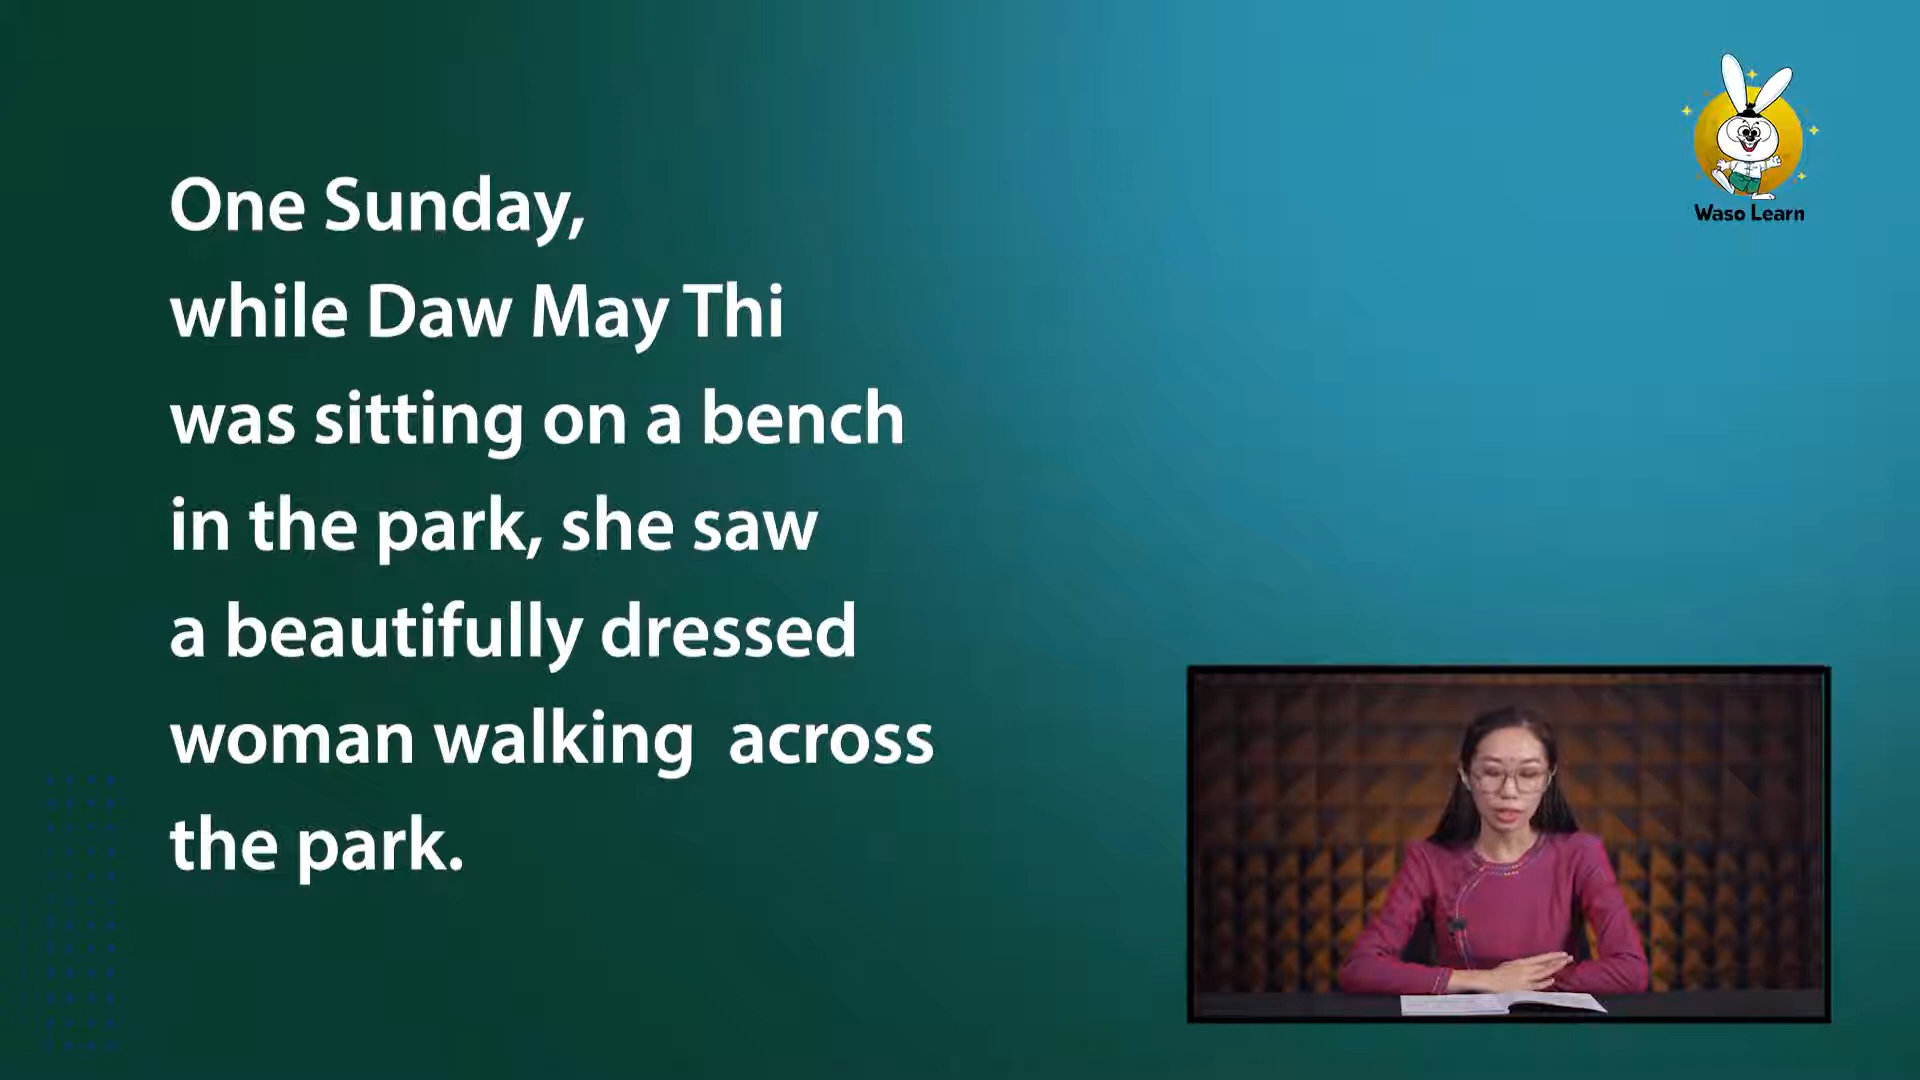 One Sunday,
while Daw May Thi
was sitting on a bench
in the park, she saw
a beautifully dressed
woman walking  across
the park.
Waso Learn